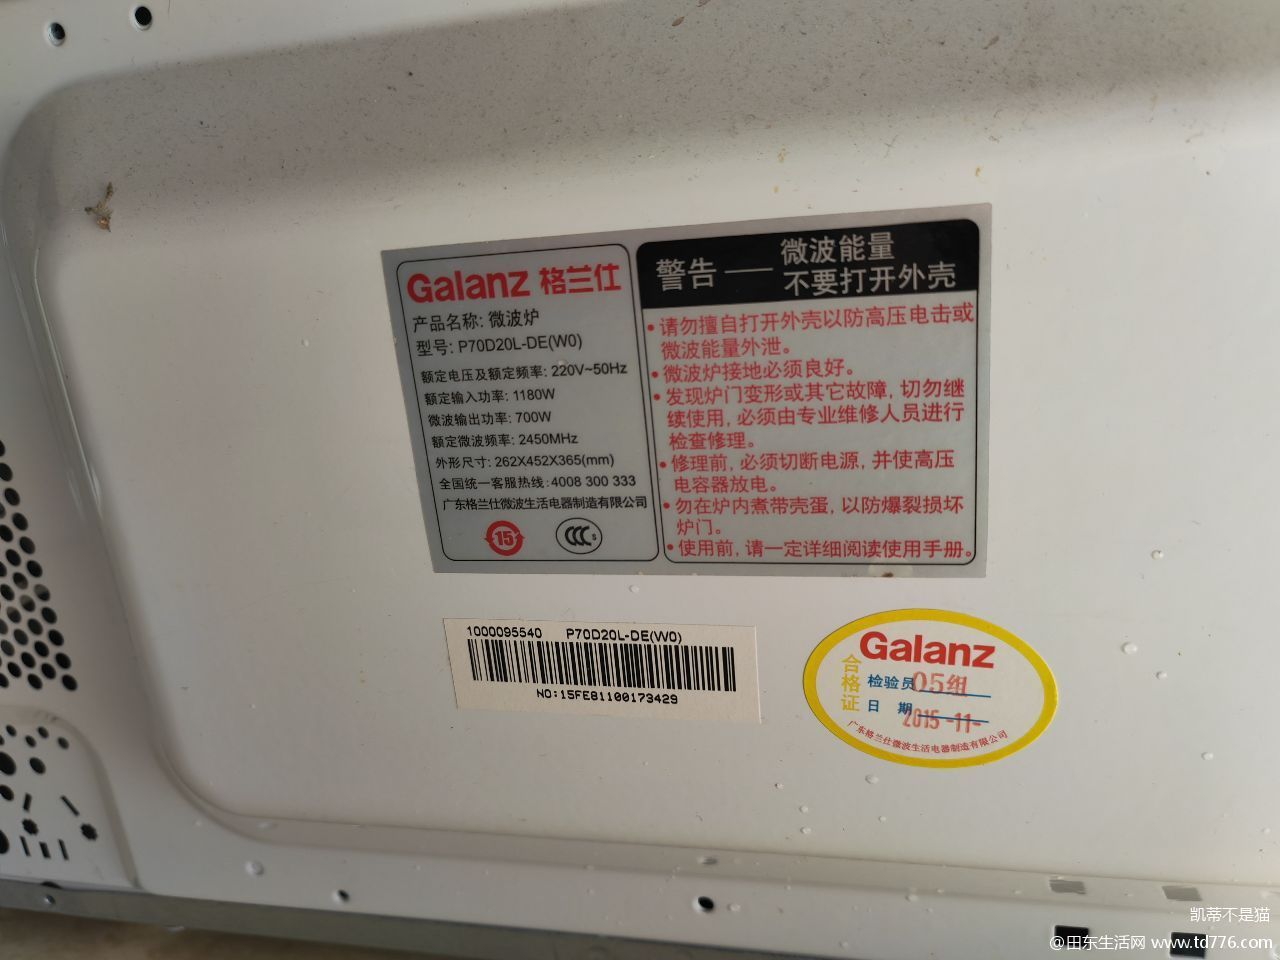 Galanz 格兰仕
产品名称: 微波炉
型号: P70D20L-DE(W0)
额定电压及额定频率: 220V~50Hz
额定输入功率: 1180W
微波输出功率: 700W
额定微波频率: 2450MHz
外形尺寸: 262X452X365(mm)
全国统一客服热线: 4008 300 333
广东格兰仕微波生活电器制造有限公司
15
CCC S
警告——微波能量
不要打开外壳
•请勿擅自打开外壳以防高压电击或
微波能量外泄。
•微波炉接地必须良好。
•发现炉门变形或其它故障, 切勿继
续使用, 必须由专业维修人员进行
检查修理。
•修理前, 必须切断电源, 并使高压
电容器放电。
•勿在炉内煮带壳蛋, 以防爆裂损坏
炉门。
•使用前, 请一定详细阅读使用手册。
1000095540 P70D20L-DE(W0)
NO:15FE81100173429
Galanz
合格证
检验员 05组
日 期 2015-11-
广东格兰仕微波生活电器制造有限公司
凯蒂不是猫
@田东生活网 www.td776.com